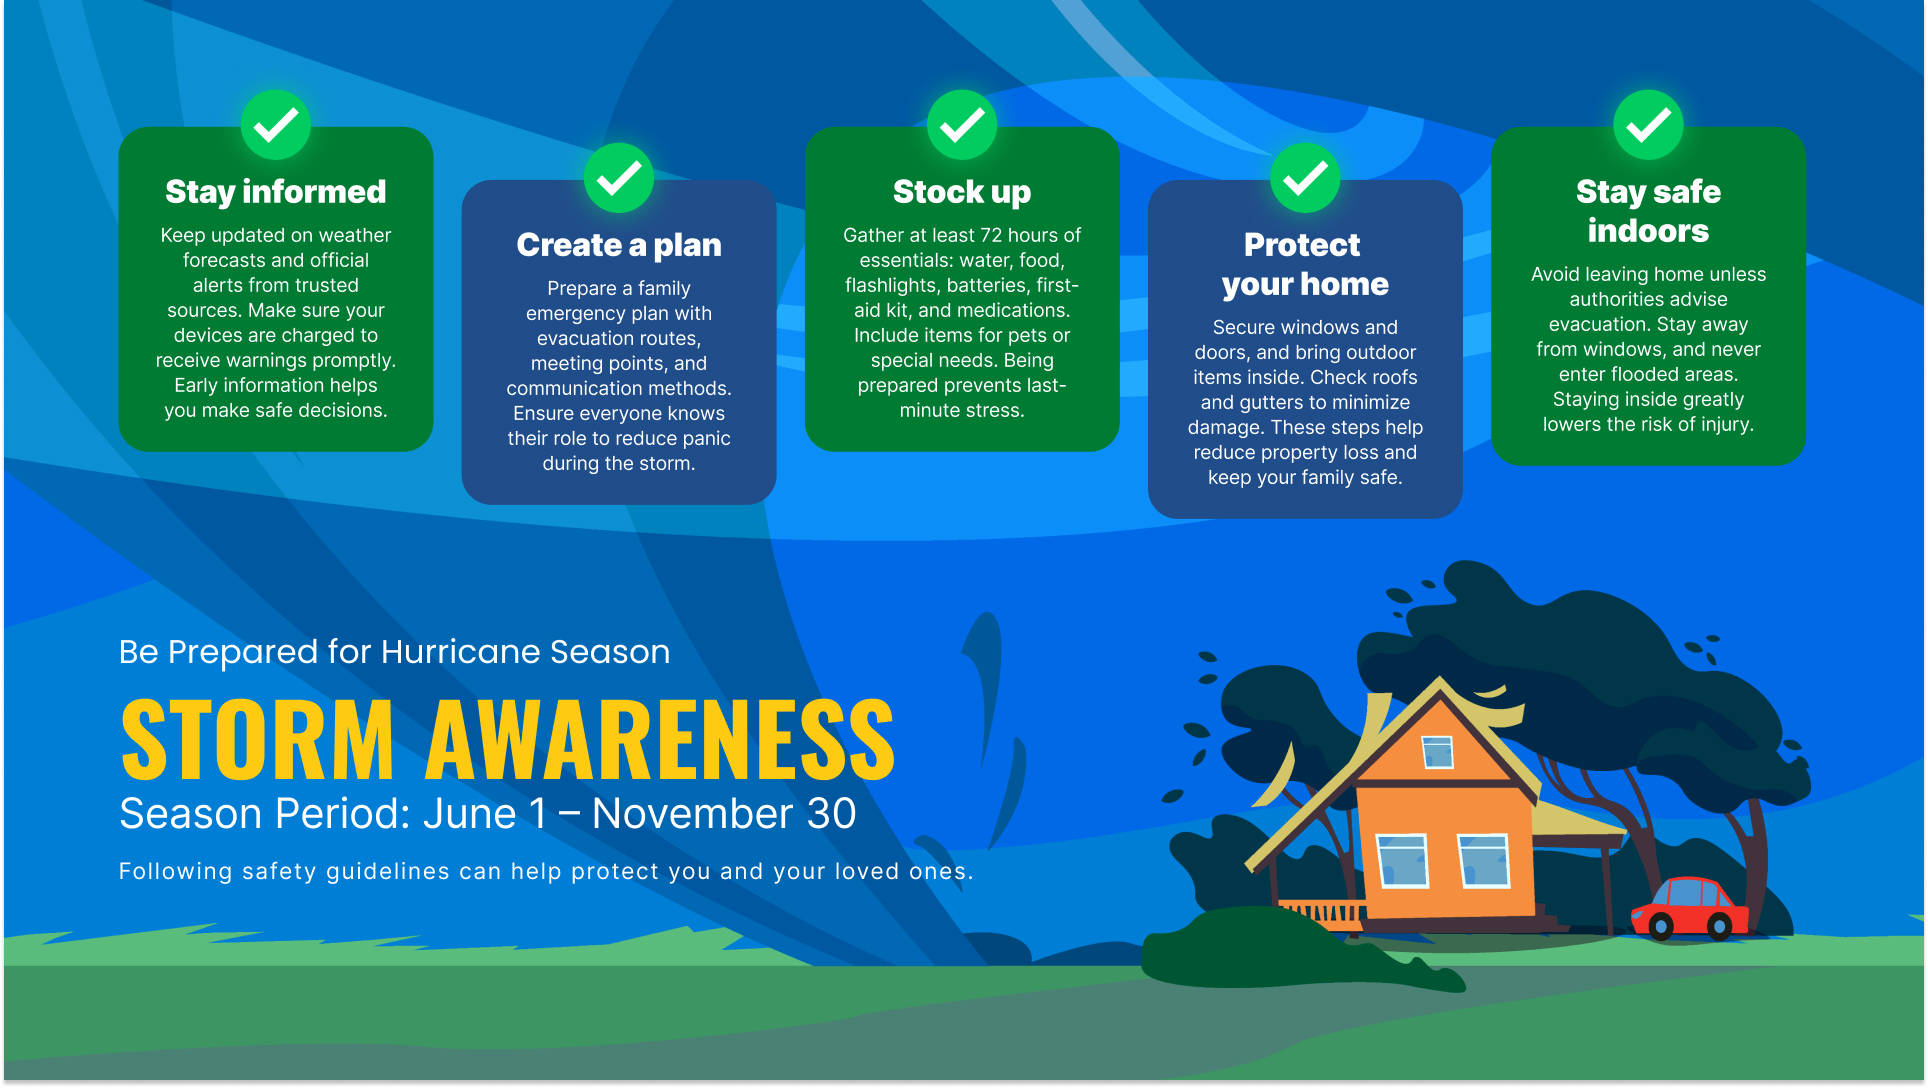 Stay informed
Keep updated on weather
forecasts and official
alerts from trusted
sources. Make sure your
devices are charged to
receive warnings promptly.
Early information helps
you make safe decisions.
Create a plan
Prepare a family
emergency plan with
evacuation routes,
meeting points, and
communication methods.
Ensure everyone knows
their role to reduce panic
during the storm.
Stock up
Gather at least 72 hours of
essentials: water, food,
flashlights, batteries, first-
aid kit, and medications.
Include items for pets or
special needs. Being
prepared prevents last-
minute stress.
Protect
your home
Secure windows and
doors, and bring outdoor
items inside. Check roofs
and gutters to minimize
damage. These steps help
reduce property loss and
keep your family safe.
Stay safe
indoors
Avoid leaving home unless
authorities advise
evacuation. Stay away
from windows, and never
enter flooded areas.
Staying inside greatly
lowers the risk of injury.
Be Prepared for Hurricane Season
STORM AWARENESS
Season Period: June 1 – November 30
Following safety guidelines can help protect you and your loved ones.